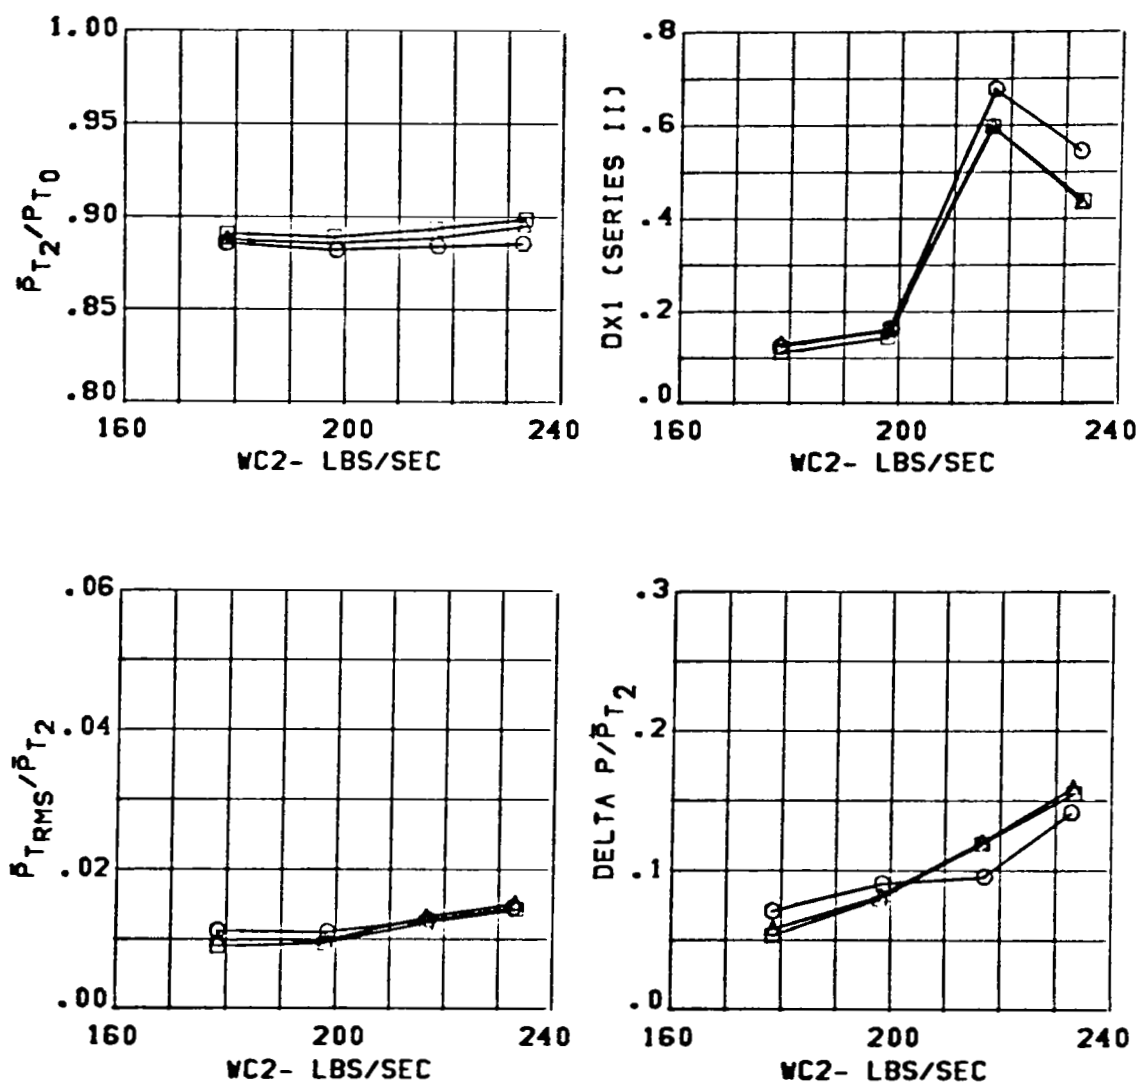 1.00
.95
.90
.85
.80
P̄T2/PT0
160 200 240
WC2- LBS/SEC
.8
.6
.4
.2
.0
DX1 (SERIES II)
160 200 240
WC2- LBS/SEC
.06
.04
.02
.00
P̄TRMS/P̄T2
160 200 240
WC2- LBS/SEC
.3
.2
.1
.0
DELTA P/P̄T2
160 200 240
WC2- LBS/SEC